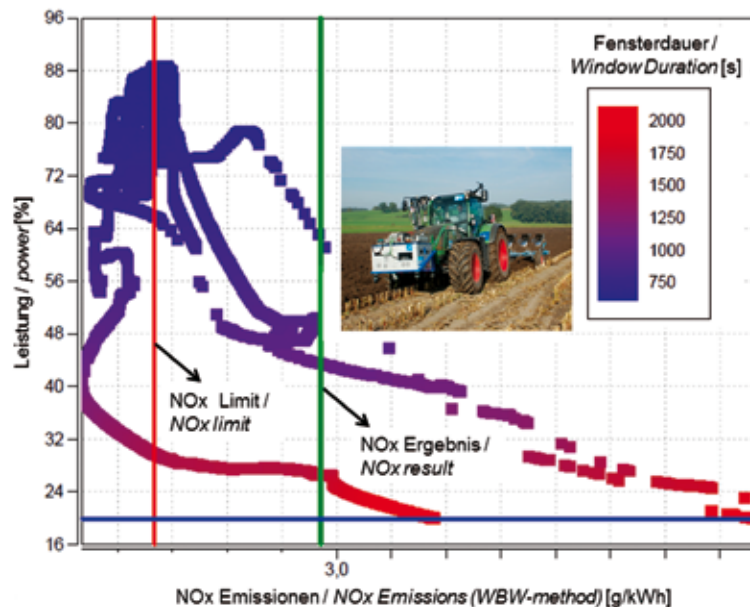 96
88
80
72
64
56
48
40
32
24
16
Leistung / power [%]
Fensterdauer /
Window Duration [s]
2000
1750
1500
1250
1000
750
NOx Limit /
NOx limit
NOx Ergebnis /
NOx result
3,0
NOx Emissionen / NOx Emissions (WBW-method) [g/kWh]